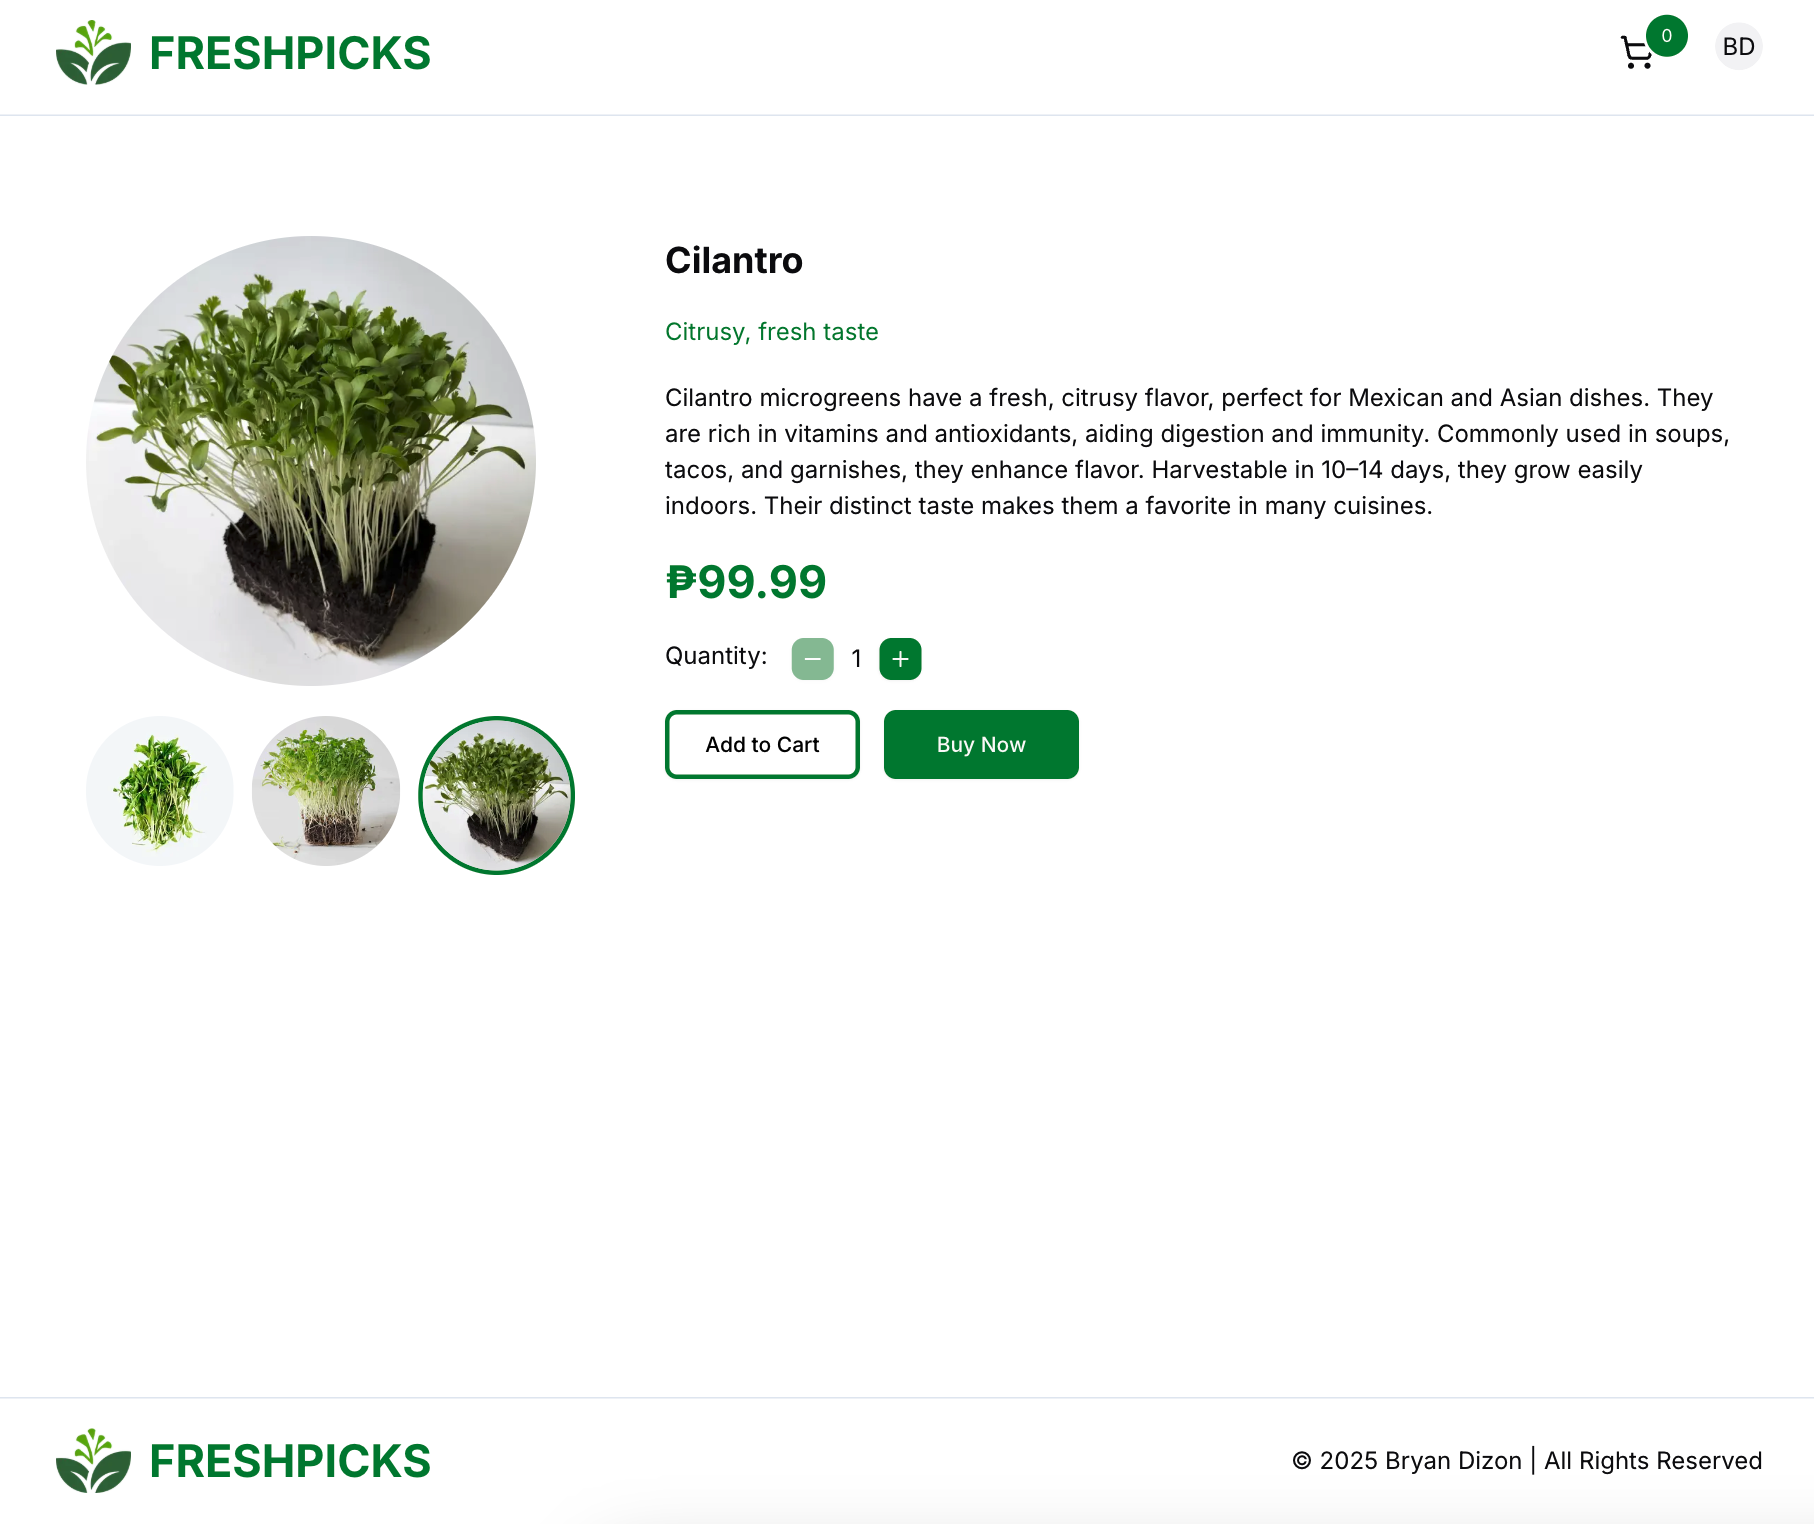 FRESHPICKS
0
BD
Cilantro
Citrusy, fresh taste
Cilantro microgreens have a fresh, citrusy flavor, perfect for Mexican and Asian dishes. They
are rich in vitamins and antioxidants, aiding digestion and immunity. Commonly used in soups,
tacos, and garnishes, they enhance flavor. Harvestable in 10–14 days, they grow easily
indoors. Their distinct taste makes them a favorite in many cuisines.
₱99.99
Quantity: − 1 +
Add to Cart Buy Now
FRESHPICKS
© 2025 Bryan Dizon | All Rights Reserved